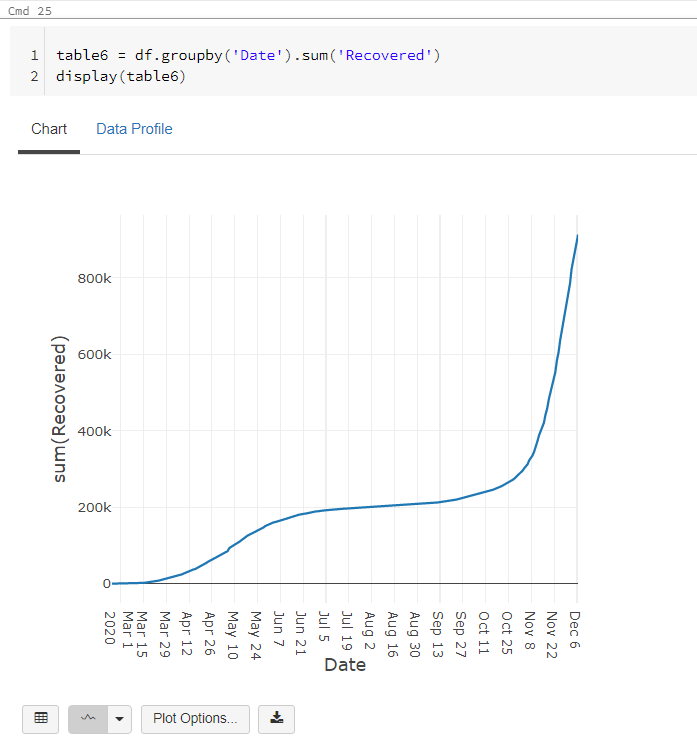 Cmd 25
1 table6 = df.groupby('Date').sum('Recovered')
2 display(table6)
Chart Data Profile
800k
600k
400k
200k
0
sum(Recovered)
2020 Mar 1 Mar 15 Mar 29 Apr 12 Apr 26 May 10 May 24 Jun 7 Jun 21 Jul 5 Jul 19 Aug 2 Aug 16 Aug 30 Sep 13 Sep 27 Oct 11 Oct 25 Nov 8 Nov 22 Dec 6
Date
Plot Options...